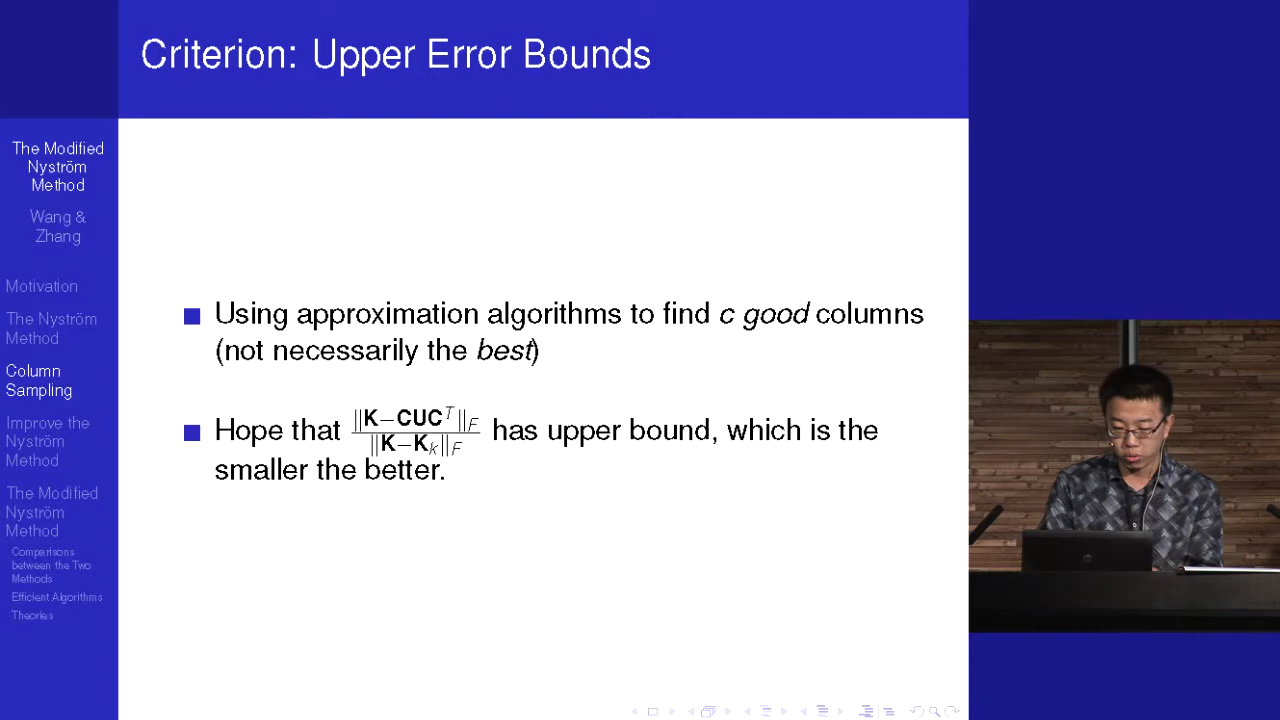 Criterion: Upper Error Bounds
The Modified
Nyström
Method
Wang &
Zhang
Motivation
The Nyström
Method
Column
Sampling
Improve the
Nyström
Method
The Modified
Nyström
Method
Comparisons
between the Two
Methods
Efficient Algorithms
Theories
Using approximation algorithms to find c good columns
(not necessarily the best)
Hope that ‖K−CUCᵀ‖_F / ‖K−K_k‖_F has upper bound, which is the
smaller the better.